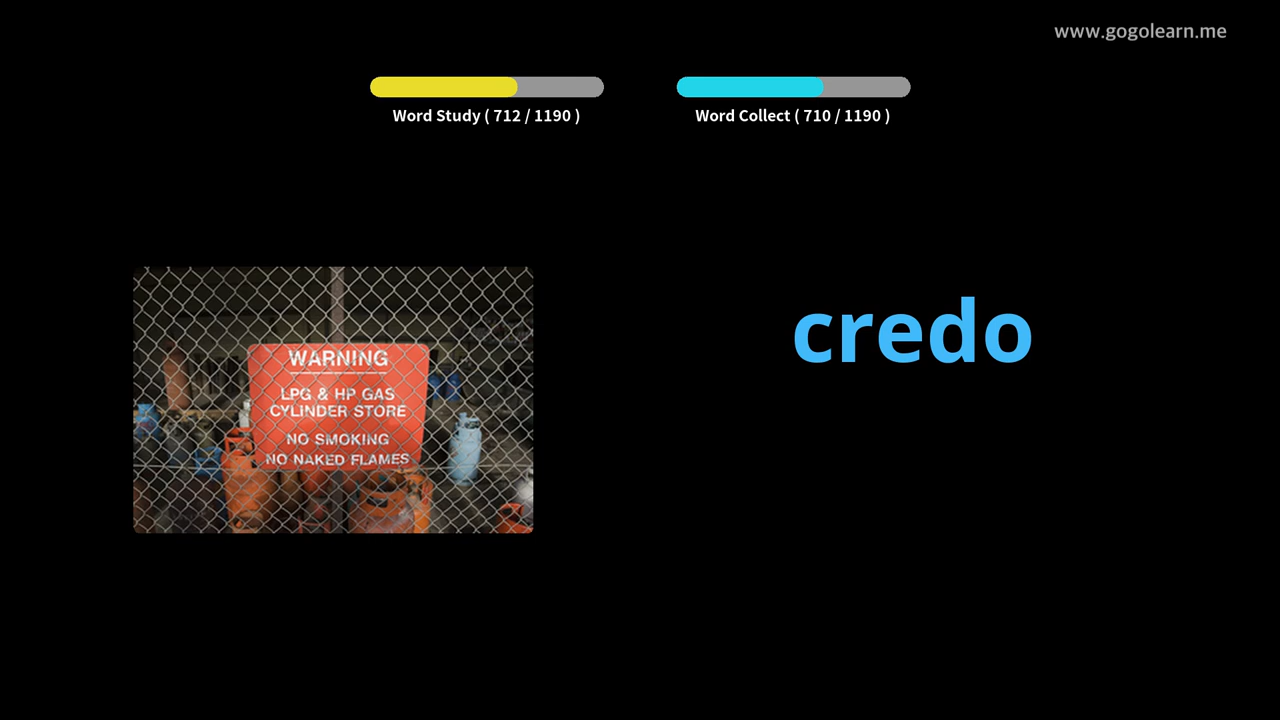 www.gogolearn.me
Word Study ( 712 / 1190 )
Word Collect ( 710 / 1190 )
WARNING
LPG & HP GAS
CYLINDER STORE
NO SMOKING
NO NAKED FLAMES
credo